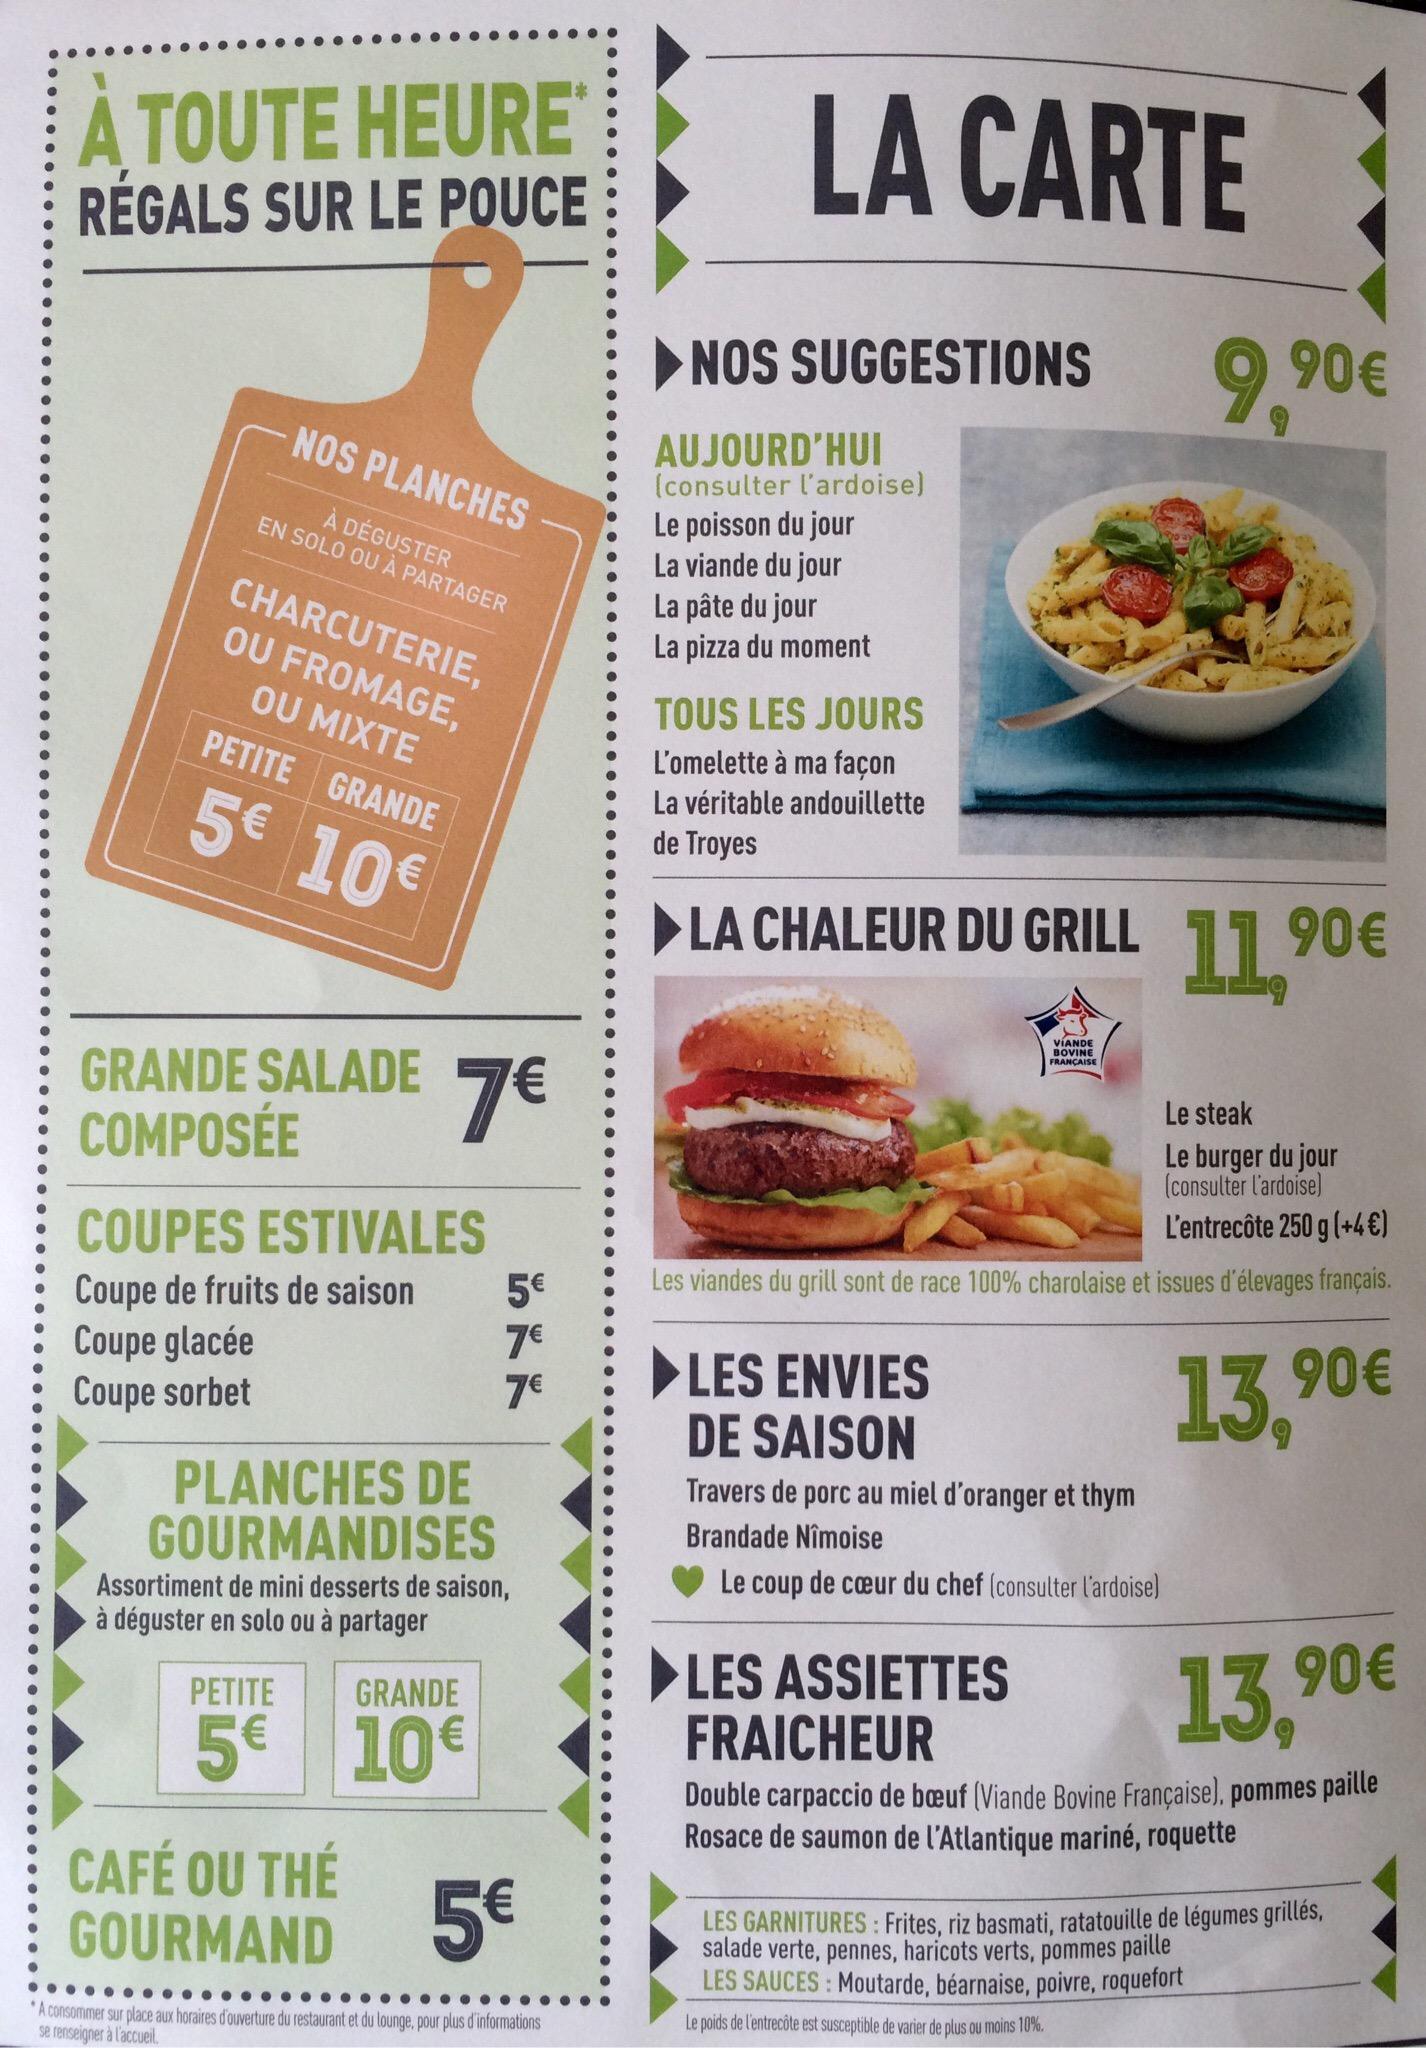 À TOUTE HEURE*
RÉGALS SUR LE POUCE
NOS PLANCHES
À DÉGUSTER
EN SOLO OU À PARTAGER
CHARCUTERIE,
OU FROMAGE,
OU MIXTE
PETITE GRANDE
5€ 10€
GRANDE SALADE
COMPOSÉE 7€
COUPES ESTIVALES
Coupe de fruits de saison 5€
Coupe glacée 7€
Coupe sorbet 7€
PLANCHES DE
GOURMANDISES
Assortiment de mini desserts de saison,
à déguster en solo ou à partager
PETITE GRANDE
5€ 10€
CAFÉ OU THÉ
GOURMAND 5€
* A consommer sur place aux horaires d'ouverture du restaurant et du lounge, pour plus d'informations
se renseigner à l'accueil.
LA CARTE
NOS SUGGESTIONS 9,90€
AUJOURD'HUI
(consulter l'ardoise)
Le poisson du jour
La viande du jour
La pâte du jour
La pizza du moment
TOUS LES JOURS
L'omelette à ma façon
La véritable andouillette
de Troyes
LA CHALEUR DU GRILL 11,90€
VIANDE
BOVINE
FRANÇAISE
Le steak
Le burger du jour
(consulter l'ardoise)
L'entrecôte 250 g (+4€)
Les viandes du grill sont de race 100% charolaise et issues d'élevages français.
LES ENVIES
DE SAISON 13,90€
Travers de porc au miel d'oranger et thym
Brandade Nîmoise
Le coup de cœur du chef (consulter l'ardoise)
LES ASSIETTES
FRAICHEUR 13,90€
Double carpaccio de bœuf (Viande Bovine Française), pommes paille
Rosace de saumon de l'Atlantique mariné, roquette
LES GARNITURES : Frites, riz basmati, ratatouille de légumes grillés,
salade verte, pennes, haricots verts, pommes paille
LES SAUCES : Moutarde, béarnaise, poivre, roquefort
Le poids de l'entrecôte est susceptible de varier de plus ou moins 10%.